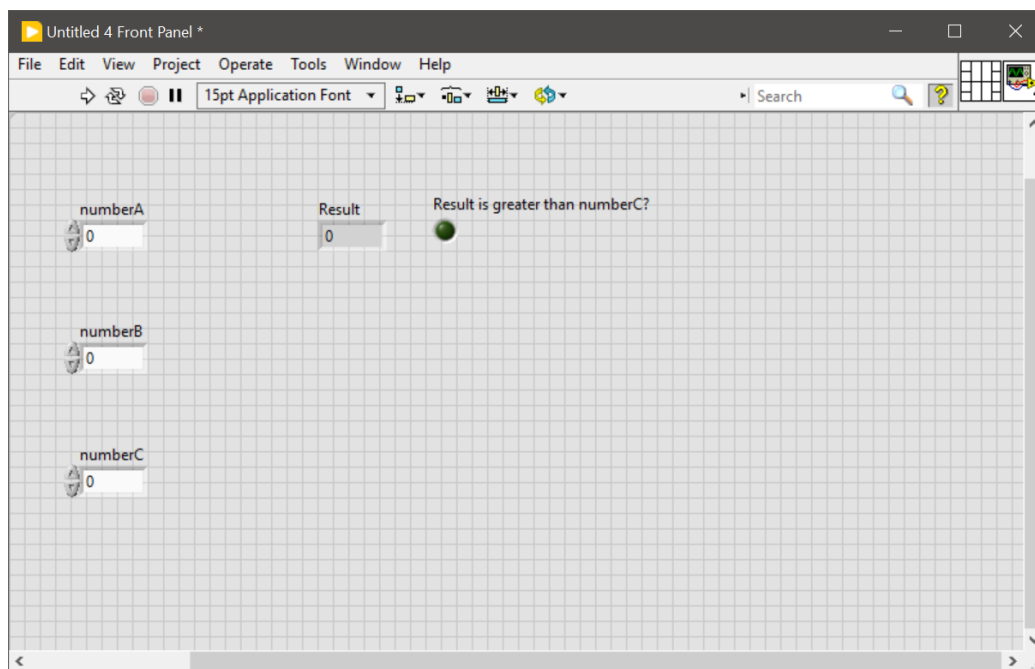 Untitled 4 Front Panel *
File Edit View Project Operate Tools Window Help
15pt Application Font
Search
?
numberA
0
Result
0
Result is greater than numberC?
numberB
0
numberC
0